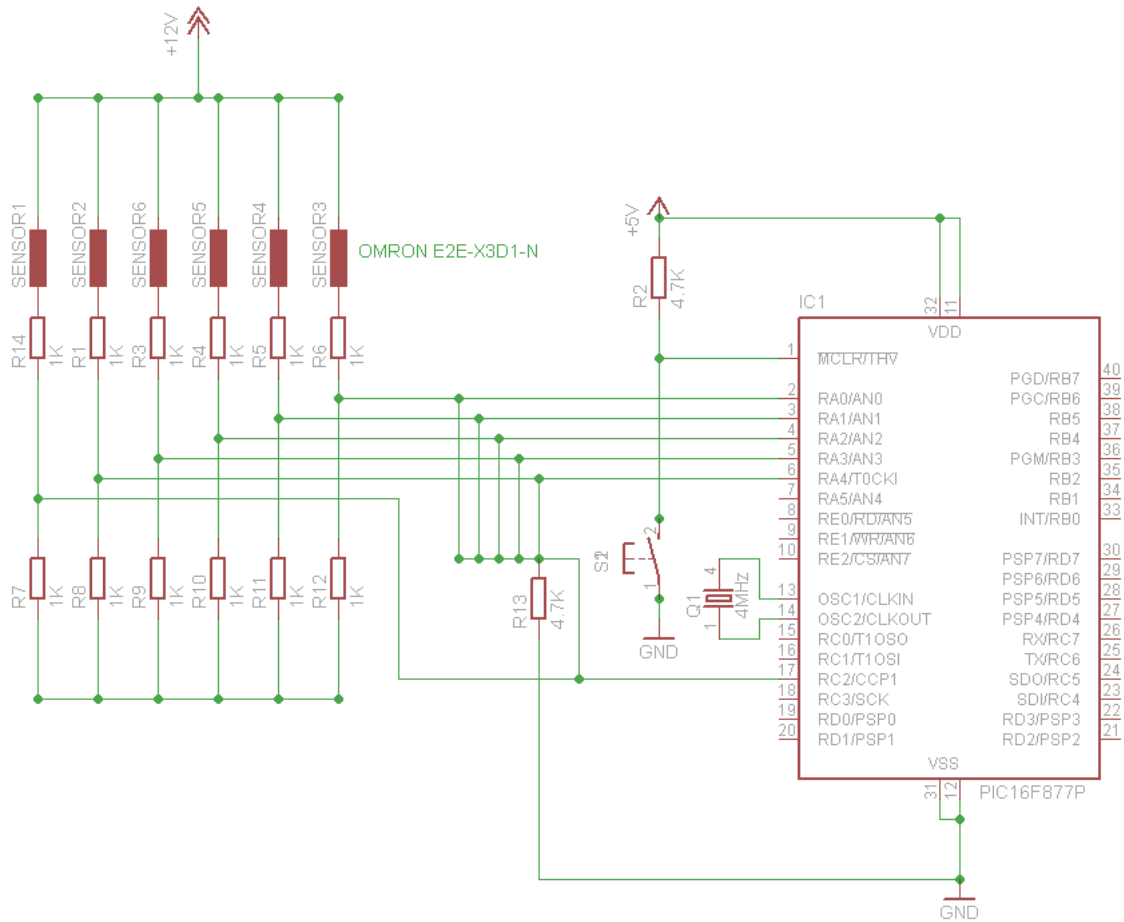 +12V
SENSOR1
SENSOR2
SENSOR6
SENSOR5
SENSOR4
SENSOR3
OMRON E2E-X3D1-N
R14
1K
R1
1K
R3
1K
R4
1K
R5
1K
R6
1K
R7
1K
R8
1K
R9
1K
R10
1K
R11
1K
R12
1K
R13
4.7K
+5V
R2
4.7K
2
1
GND
Q1
4
1
4MHz
IC1
32
11
VDD
1 MCLR/THV
2 RA0/AN0
3 RA1/AN1
4 RA2/AN2
5 RA3/AN3
6 RA4/T0CKI
7 RA5/AN4
8 RE0/RD/AN5
9 RE1/WR/AN6
10 RE2/CS/AN7
13 OSC1/CLKIN
14 OSC2/CLKOUT
15 RC0/T1OSO
16 RC1/T1OSI
17 RC2/CCP1
18 RC3/SCK
19 RD0/PSP0
20 RD1/PSP1
PGD/RB7 40
PGC/RB6 39
RB5 38
RB4 37
PGM/RB3 36
RB2 35
RB1 34
INT/RB0 33
PSP7/RD7 30
PSP6/RD6 29
PSP5/RD5 28
PSP4/RD4 27
RX/RC7 26
TX/RC6 25
SDO/RC5 24
SDI/RC4 23
RD3/PSP3 22
RD2/PSP2 21
VSS
31
12
PIC16F877P
GND